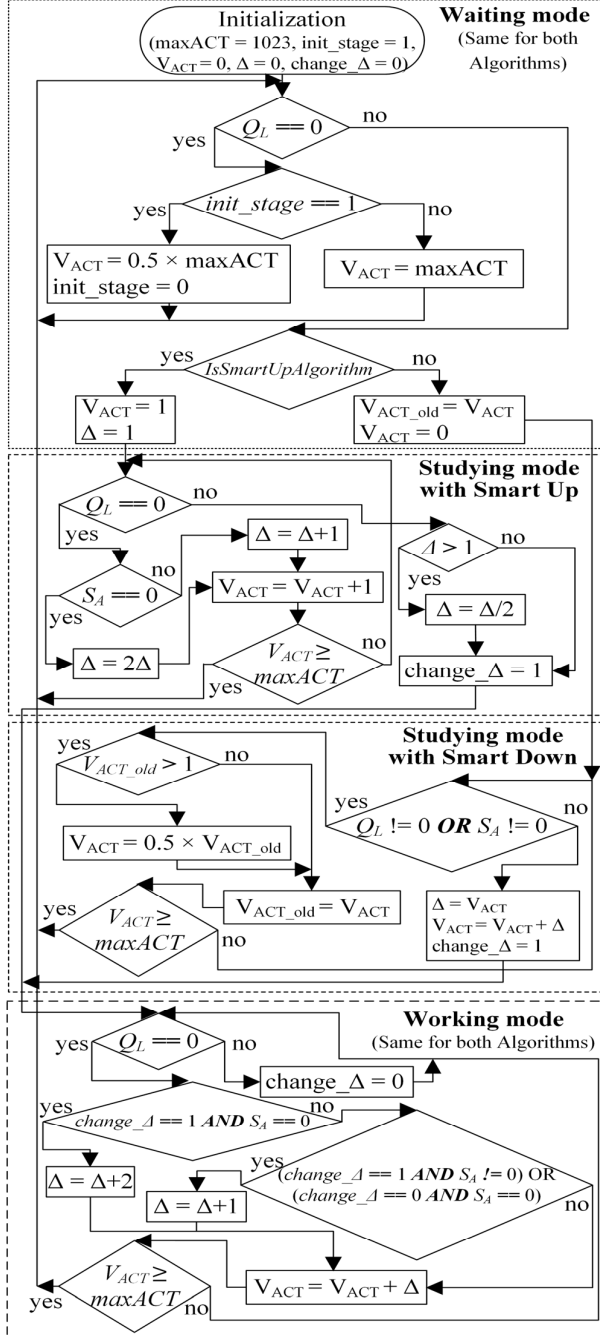 Initialization
(maxACT = 1023, init_stage = 1,
V_ACT = 0, Δ = 0, change_Δ = 0)
Waiting mode
(Same for both
Algorithms)
Q_L == 0
yes
no
init_stage == 1
yes
no
V_ACT = 0.5 × maxACT
init_stage = 0
V_ACT = maxACT
IsSmartUpAlgorithm
yes
no
V_ACT = 1
Δ = 1
V_ACT_old = V_ACT
V_ACT = 0
Studying mode
with Smart Up
Q_L == 0
no
yes
Δ = Δ+1
Δ > 1
no
yes
S_A == 0
no
yes
V_ACT = V_ACT +1
Δ = Δ/2
Δ = 2Δ
V_ACT ≥
maxACT
no
yes
change_Δ = 1
Studying mode
with Smart Down
yes
V_ACT_old > 1
no
yes
Q_L != 0 OR S_A != 0
no
V_ACT = 0.5 × V_ACT_old
V_ACT_old = V_ACT
Δ = V_ACT
V_ACT = V_ACT + Δ
change_Δ = 1
yes
V_ACT ≥
maxACT
no
Working mode
(Same for both Algorithms)
yes
Q_L == 0
no
change_Δ = 0
yes
change_Δ == 1 AND S_A == 0
no
Δ = Δ+2
yes
(change_Δ == 1 AND S_A != 0) OR
(change_Δ == 0 AND S_A == 0)
no
Δ = Δ+1
V_ACT = V_ACT + Δ
V_ACT ≥
maxACT
yes
no